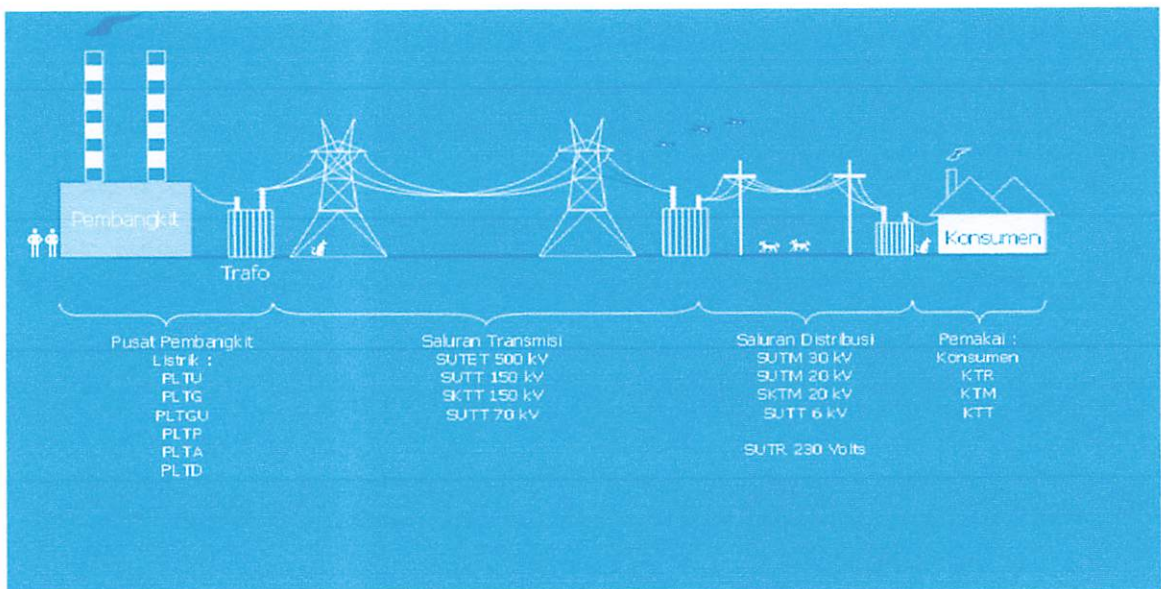 Pembangkit
Trafo
Konsumen
Pusat Pembangkit
Listrik :
PLTU
PLTG
PLTGU
PLTP
PLTA
PLTD
Saluran Transmisi
SUTET 500 kV
SUTT 150 kV
SKTT 150 kV
SUTT 70 kV
Saluran Distribusi
SUTM 30 kV
SUTM 20 kV
SKTM 20 kV
SUTT 6 kV
SUTR 230 Volts
Pemakai :
Konsumen
KTR
KTM
KTT